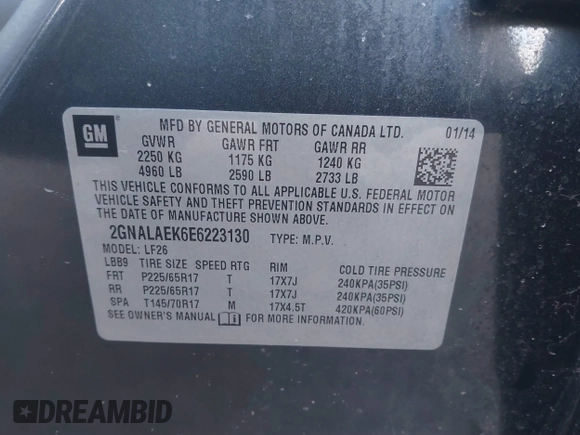 GM
MFD BY GENERAL MOTORS OF CANADA LTD. 01/14
GVWR GAWR FRT GAWR RR
2250 KG 1175 KG 1240 KG
4960 LB 2590 LB 2733 LB
THIS VEHICLE CONFORMS TO ALL APPLICABLE U.S. FEDERAL MOTOR
VEHICLE SAFETY AND THEFT PREVENTION STANDARDS IN EFFECT ON
THE DATE OF MANUFACTURE SHOWN ABOVE.
2GNALAEK6E6223130 TYPE: M.P.V.
MODEL: LF26
LBB9 TIRE SIZE SPEED RTG RIM COLD TIRE PRESSURE
FRT P225/65R17 T 17X7J 240KPA(35PSI)
RR P225/65R17 T 17X7J 240KPA(35PSI)
SPA T145/70R17 M 17X4.5T 420KPA(60PSI)
SEE OWNER'S MANUAL FOR MORE INFORMATION.
DREAMBID